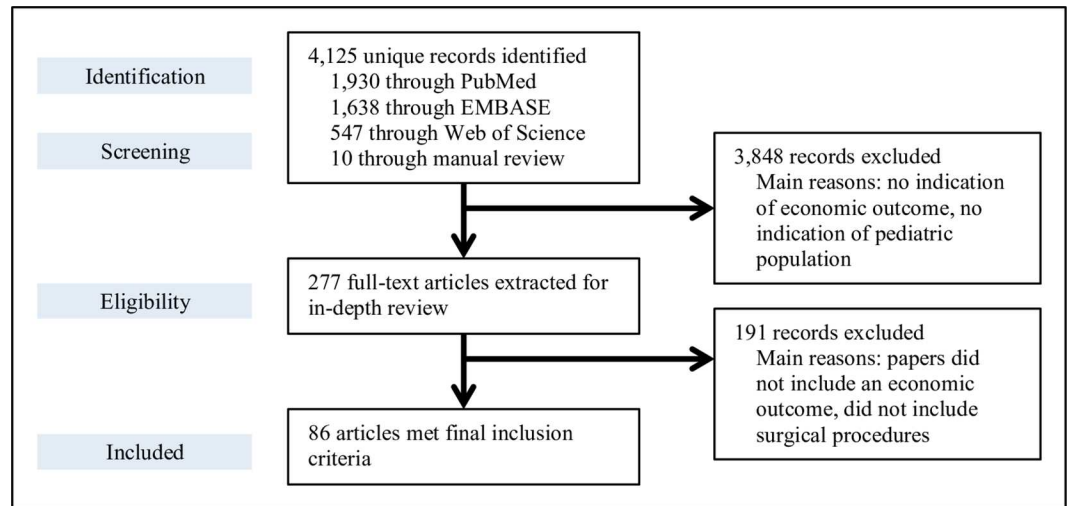 Identification
4,125 unique records identified
1,930 through PubMed
1,638 through EMBASE
547 through Web of Science
10 through manual review
Screening
3,848 records excluded
Main reasons: no indication
of economic outcome, no
indication of pediatric
population
Eligibility
277 full-text articles extracted for
in-depth review
191 records excluded
Main reasons: papers did
not include an economic
outcome, did not include
surgical procedures
Included
86 articles met final inclusion
criteria